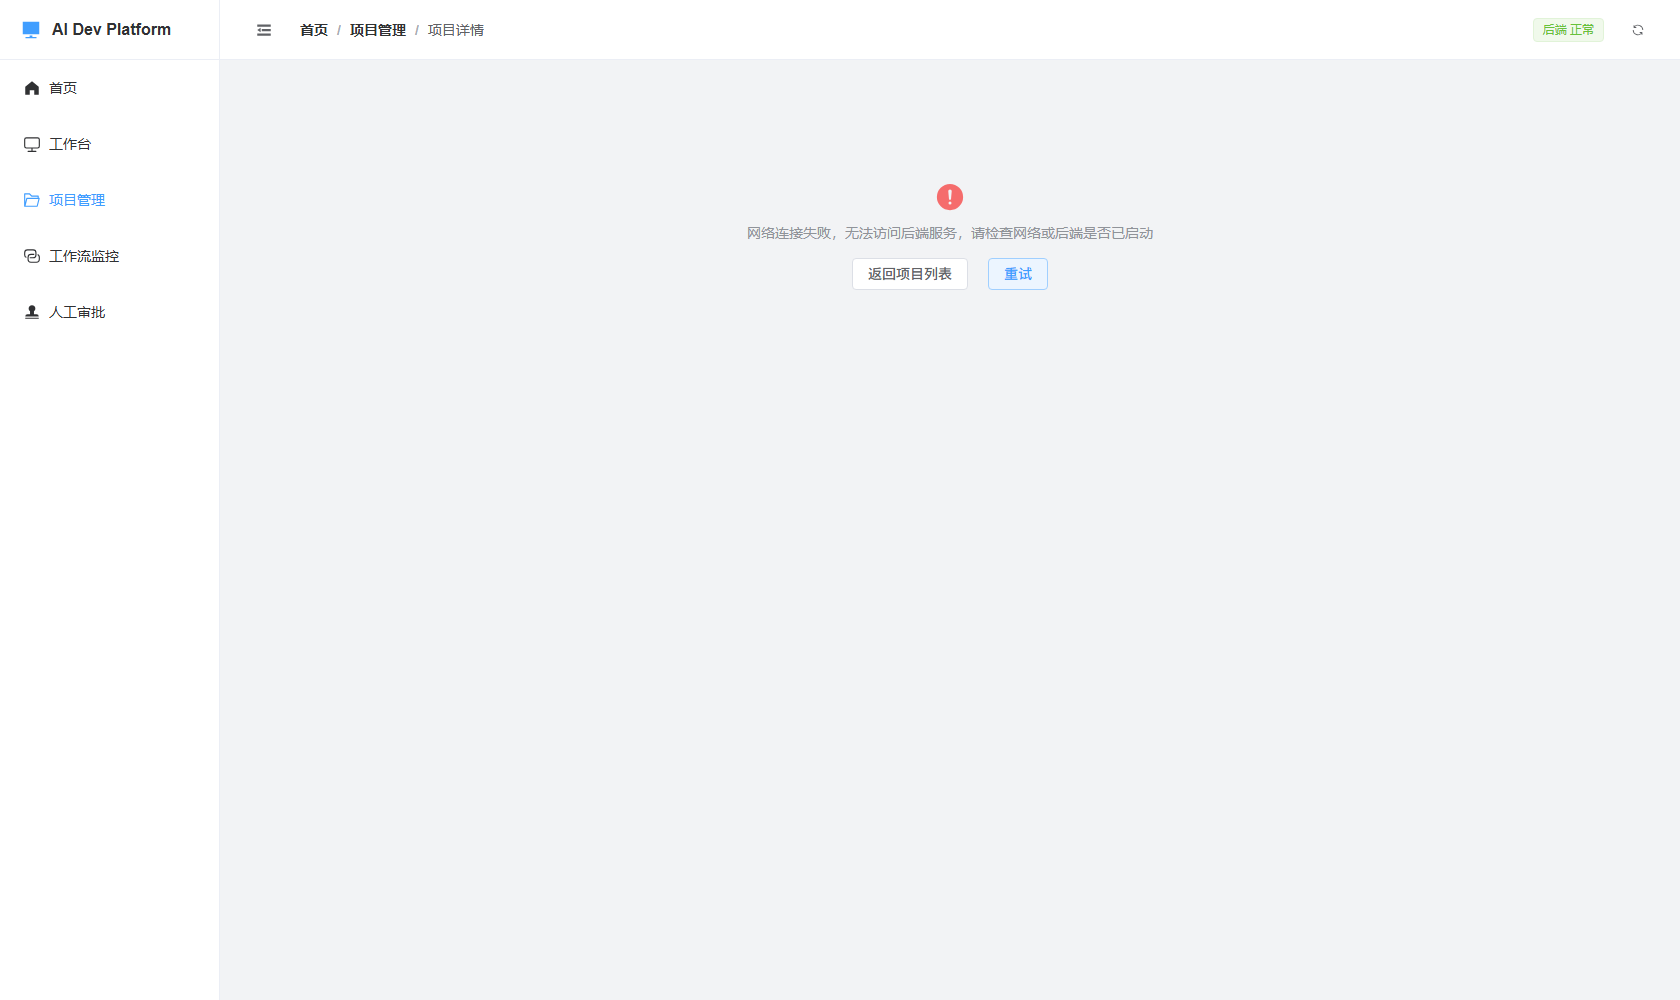 AI Dev Platform
首页 / 项目管理 / 项目详情
后端 正常
首页
工作台
项目管理
工作流监控
人工审批
网络连接失败，无法访问后端服务，请检查网络或后端是否已启动
返回项目列表
重试